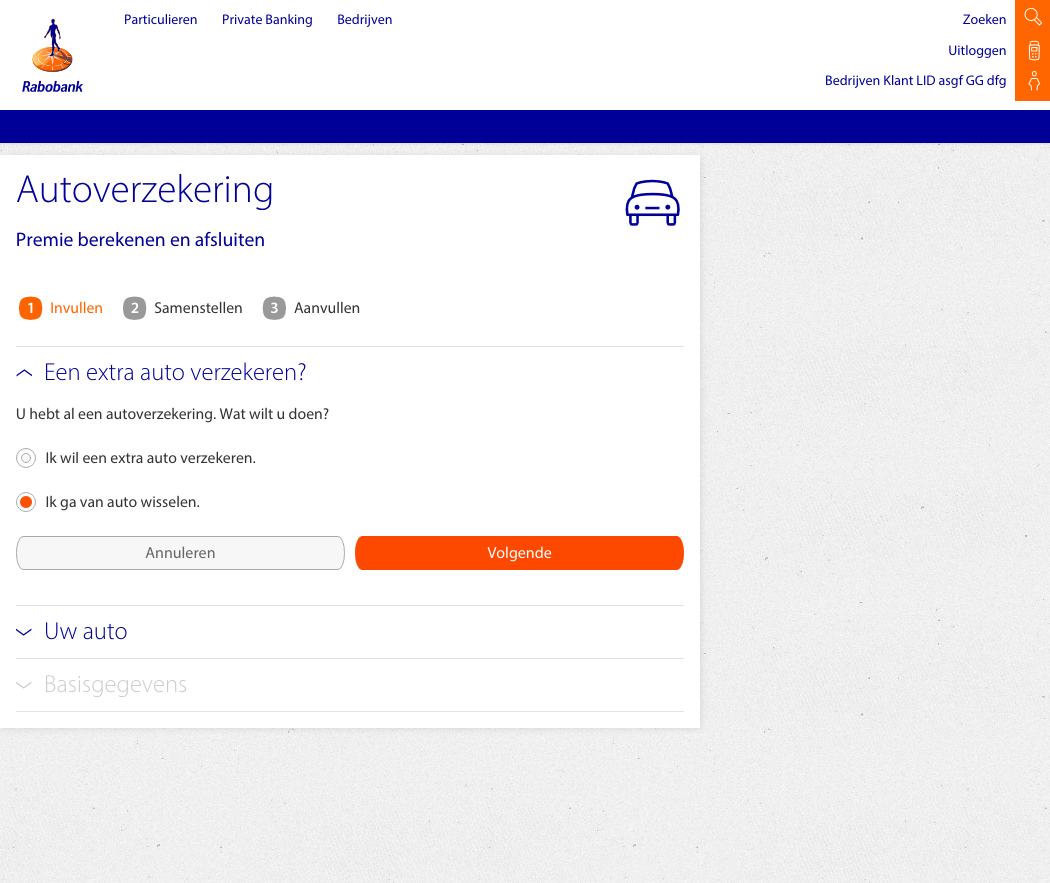 Particulieren Private Banking Bedrijven Zoeken
Uitloggen
Bedrijven Klant LID asgf GG dfg
Rabobank
Autoverzekering
Premie berekenen en afsluiten
1 Invullen 2 Samenstellen 3 Aanvullen
Een extra auto verzekeren?
U hebt al een autoverzekering. Wat wilt u doen?
Ik wil een extra auto verzekeren.
Ik ga van auto wisselen.
Annuleren Volgende
Uw auto
Basisgegevens